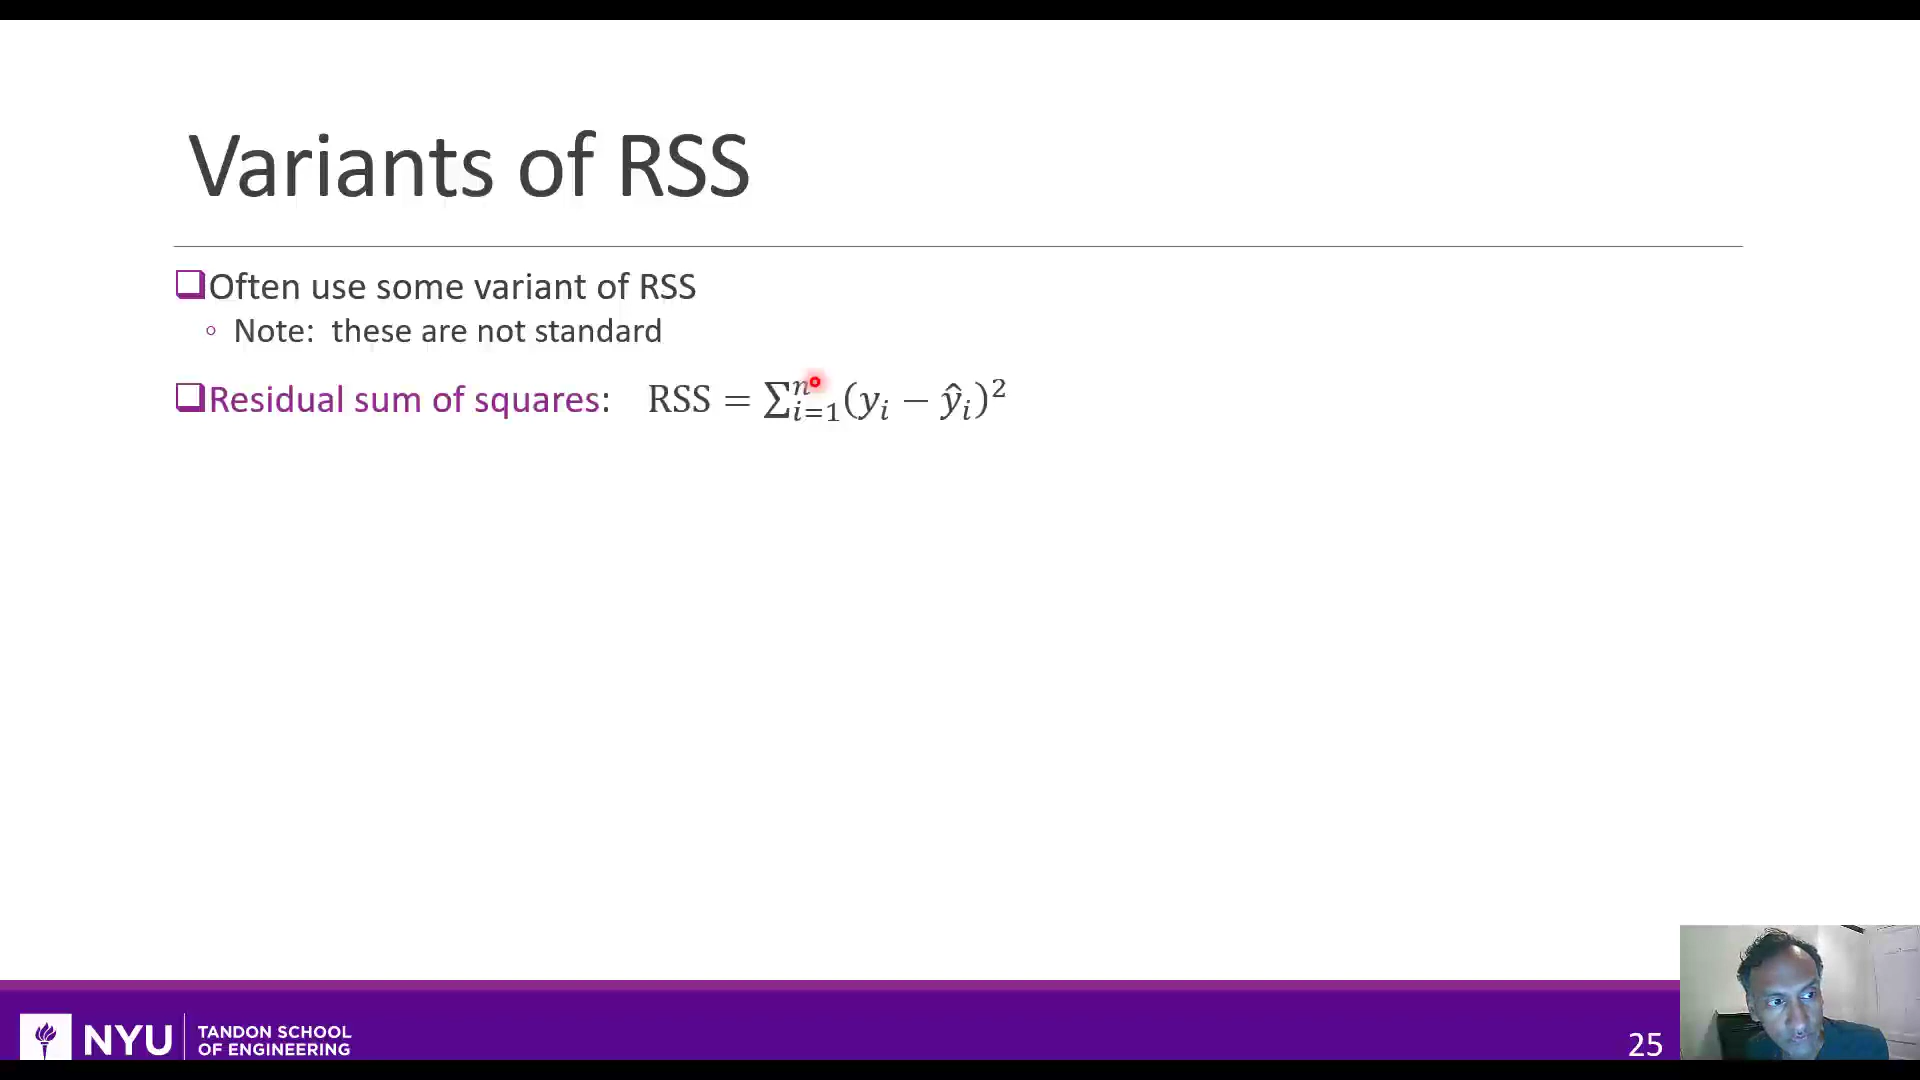 Variants of RSS
❑Often use some variant of RSS
◦ Note: these are not standard
❑Residual sum of squares: RSS = ∑ⁿᵢ₌₁(yᵢ − ŷᵢ)²
NYU
TANDON SCHOOL
OF ENGINEERING
25